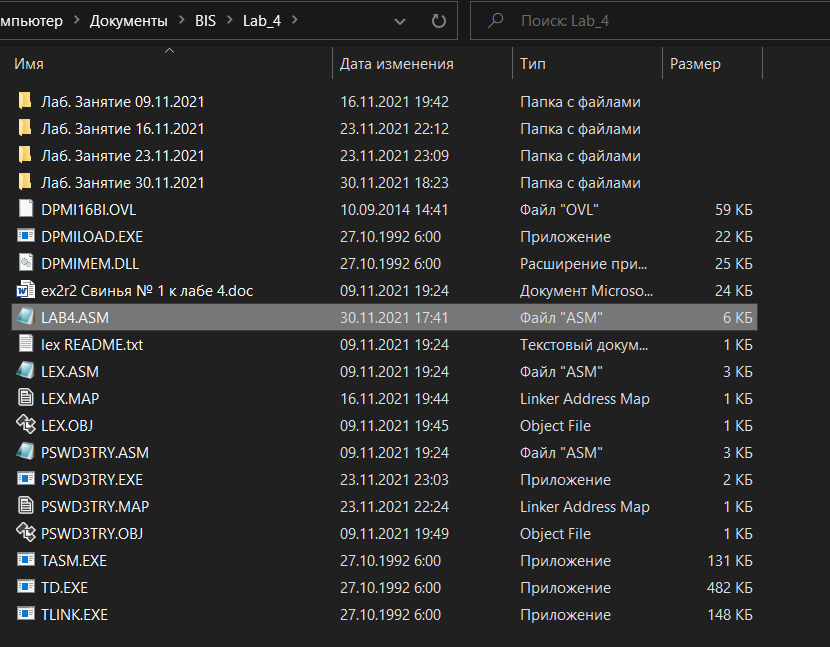 мпьютер > Документы > BIS > Lab_4 > Поиск: Lab_4
Имя Дата изменения Тип Размер
Лаб. Занятие 09.11.2021 16.11.2021 19:42 Папка с файлами
Лаб. Занятие 16.11.2021 23.11.2021 22:12 Папка с файлами
Лаб. Занятие 23.11.2021 23.11.2021 23:09 Папка с файлами
Лаб. Занятие 30.11.2021 30.11.2021 18:23 Папка с файлами
DPMI16BI.OVL 10.09.2014 14:41 Файл "OVL" 59 КБ
DPMILOAD.EXE 27.10.1992 6:00 Приложение 22 КБ
DPMIMEM.DLL 27.10.1992 6:00 Расширение при... 25 КБ
ex2r2 Свинья № 1 к лабе 4.doc 09.11.2021 19:24 Документ Microso... 24 КБ
LAB4.ASM 30.11.2021 17:41 Файл "ASM" 6 КБ
lex README.txt 09.11.2021 19:24 Текстовый докум... 1 КБ
LEX.ASM 09.11.2021 19:24 Файл "ASM" 3 КБ
LEX.MAP 16.11.2021 19:44 Linker Address Map 1 КБ
LEX.OBJ 09.11.2021 19:45 Object File 1 КБ
PSWD3TRY.ASM 09.11.2021 19:24 Файл "ASM" 3 КБ
PSWD3TRY.EXE 23.11.2021 23:03 Приложение 2 КБ
PSWD3TRY.MAP 23.11.2021 22:24 Linker Address Map 1 КБ
PSWD3TRY.OBJ 09.11.2021 19:49 Object File 1 КБ
TASM.EXE 27.10.1992 6:00 Приложение 131 КБ
TD.EXE 27.10.1992 6:00 Приложение 482 КБ
TLINK.EXE 27.10.1992 6:00 Приложение 148 КБ